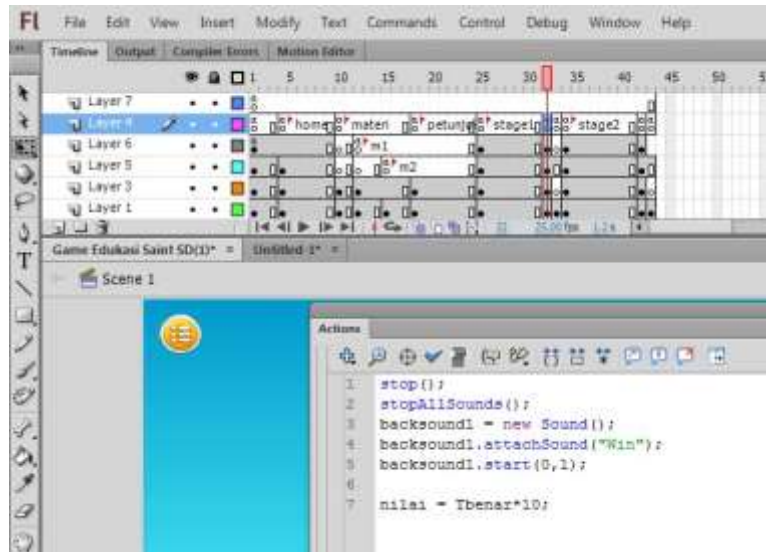 Fl File Edit View Insert Modify Text Commands Control Debug Window Help
Timeline Output Compiler Errors Motion Editor
1 5 10 15 20 25 30 35 40 45 50
Layer 7
Layer 4 home materi stage1 stage2
Layer 6 m1
Layer 5 m2
Layer 3
Layer 1
Game Edukasi Saint SD(1)* Untitled-1*
Scene 1
Actions
1 stop();
2 stopAllSounds();
3 backsound1 = new Sound();
4 backsound1.attachSound("Win");
5 backsound1.start(0,1);
6
7 nilai = Tbenar*10;